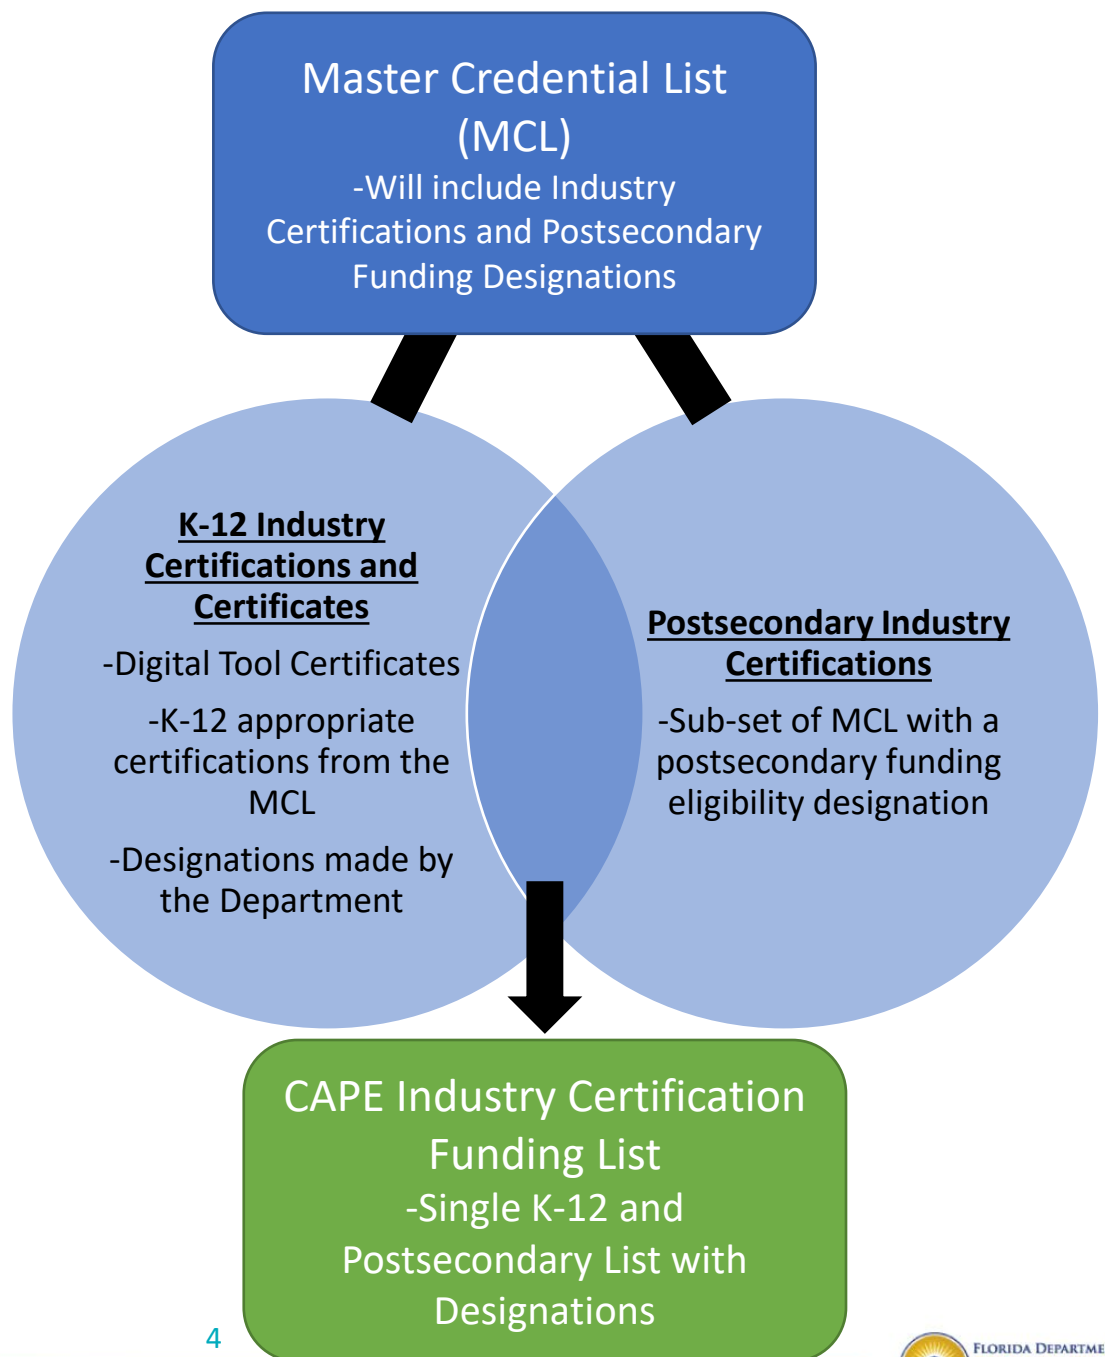 Master Credential List
(MCL)
-Will include Industry
Certifications and Postsecondary
Funding Designations
K-12 Industry
Certifications and
Certificates
-Digital Tool Certificates
-K-12 appropriate
certifications from the
MCL
-Designations made by
the Department
Postsecondary Industry
Certifications
-Sub-set of MCL with a
postsecondary funding
eligibility designation
CAPE Industry Certification
Funding List
-Single K-12 and
Postsecondary List with
Designations
4
FLORIDA DEPARTME